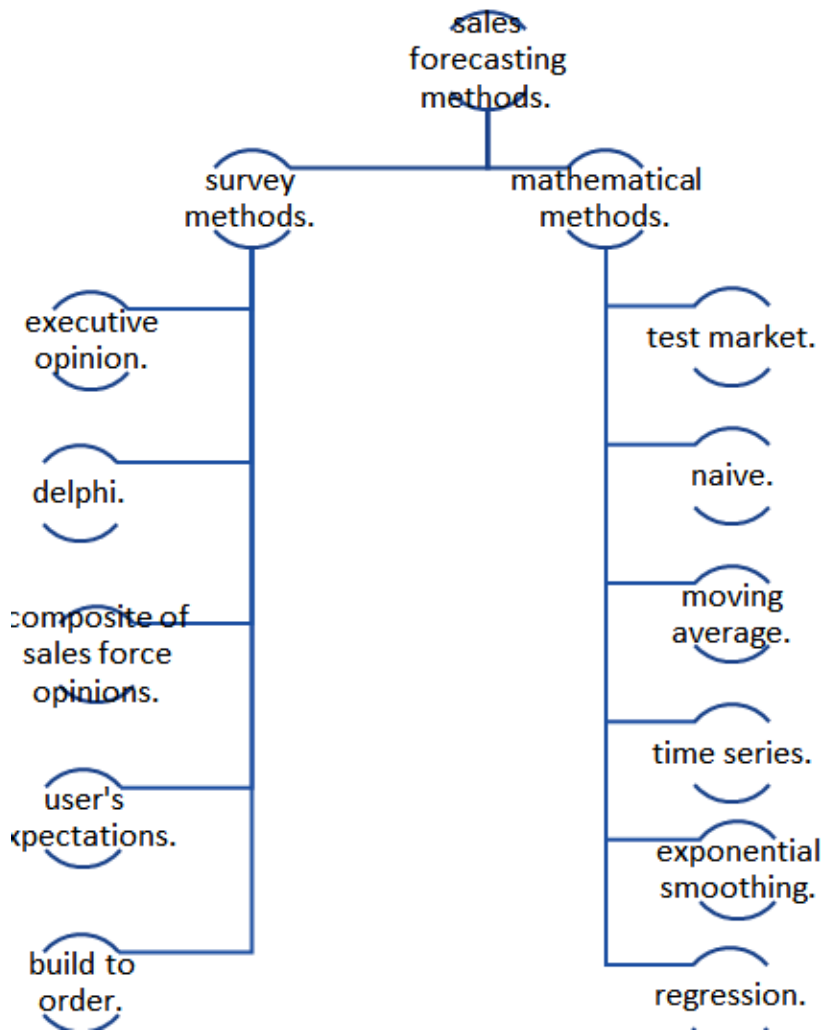 sales
forecasting
methods.
survey
methods.
mathematical
methods.
executive
opinion.
delphi.
composite of
sales force
opinions.
user's
xpectations.
build to
order.
test market.
naive.
moving
average.
time series.
exponential
smoothing.
regression.